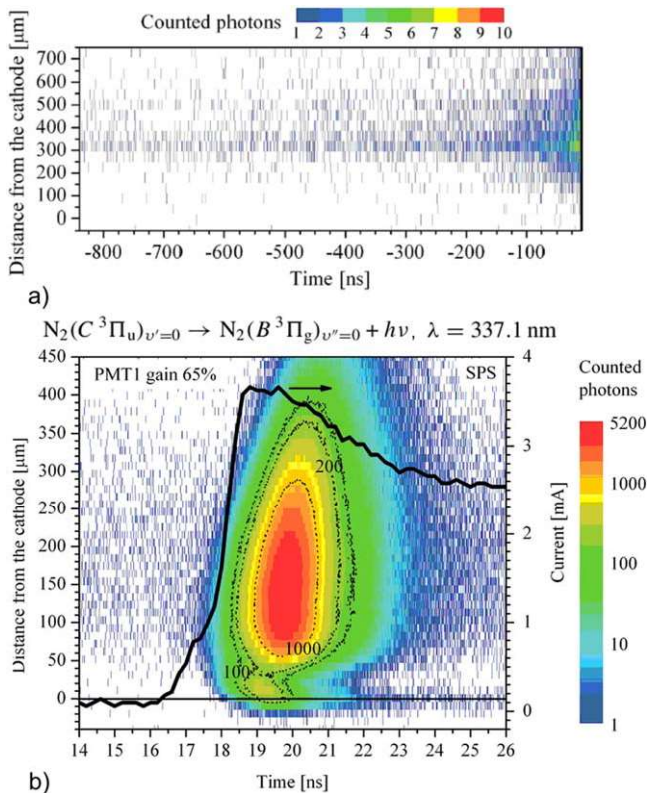 Counted photons
1 2 3 4 5 6 7 8 9 10
Distance from the cathode [µm]
700
600
500
400
300
200
100
0
-800 -700 -600 -500 -400 -300 -200 -100
Time [ns]
a)
N₂(C ³Πᵤ)υ′=0 → N₂(B ³Πg)υ″=0 + hν, λ = 337.1 nm
PMT1 gain 65% SPS
Distance from the cathode [µm]
450
400
350
300
250
200
150
100
50
0
200
1000
100
4
3
2
1
0
Current [mA]
Counted
photons
5200
1000
100
10
1
14 15 16 17 18 19 20 21 22 23 24 25 26
Time [ns]
b)